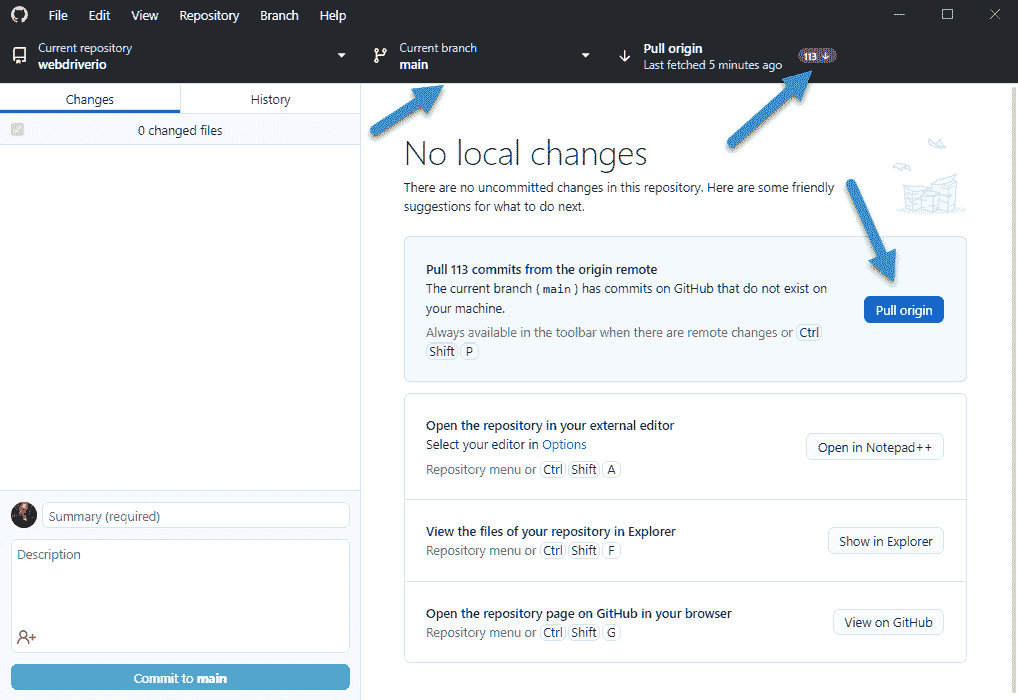 File Edit View Repository Branch Help
Current repository
webdriverio
Current branch
main
Pull origin
Last fetched 5 minutes ago
113
Changes History
0 changed files
No local changes
There are no uncommitted changes in this repository. Here are some friendly
suggestions for what to do next.
Pull 113 commits from the origin remote
The current branch ( main ) has commits on GitHub that do not exist on
your machine.
Always available in the toolbar when there are remote changes or Ctrl
Shift P
Pull origin
Open the repository in your external editor
Select your editor in Options
Repository menu or Ctrl Shift A
Open in Notepad++
View the files of your repository in Explorer
Repository menu or Ctrl Shift F
Show in Explorer
Open the repository page on GitHub in your browser
Repository menu or Ctrl Shift G
View on GitHub
Summary (required)
Description
Commit to main